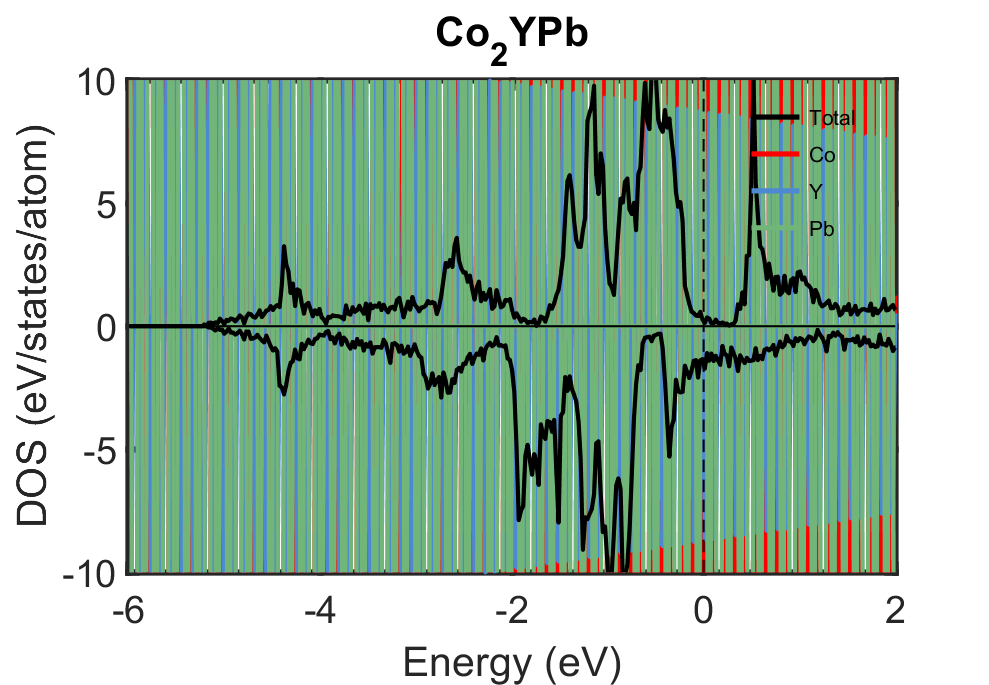 Co₂YPb
DOS (eV/states/atom)
10
5
0
-5
-10
Total
Co
Y
Pb
-6 -4 -2 0 2
Energy (eV)